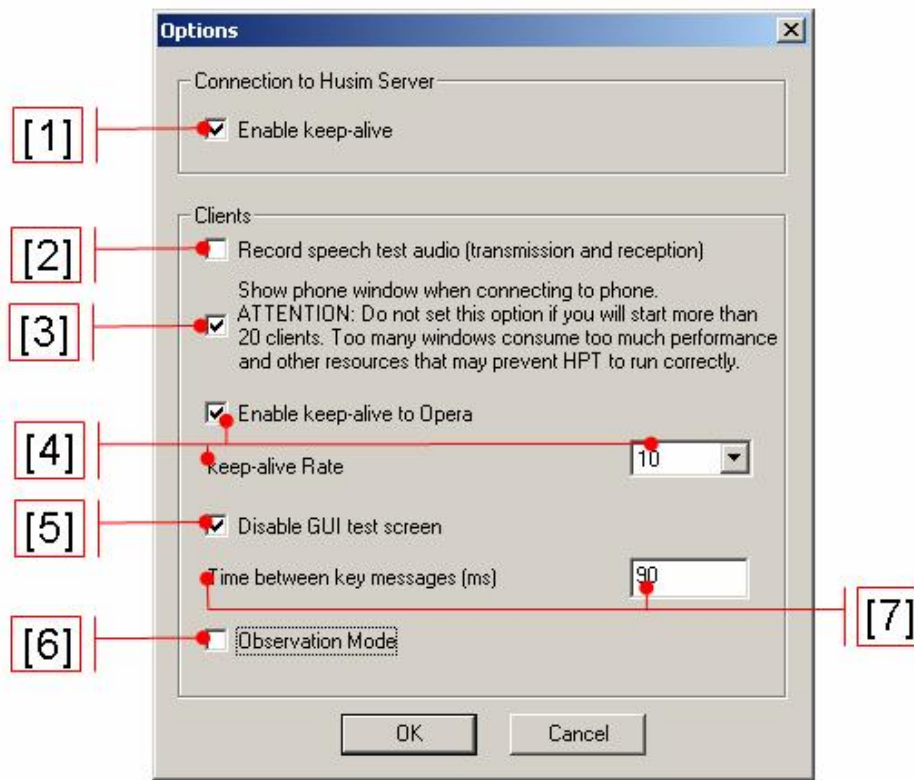 Options
Connection to Husim Server
[1]
Enable keep-alive
Clients
[2]
Record speech test audio (transmission and reception)
[3]
Show phone window when connecting to phone.
ATTENTION: Do not set this option if you will start more than
20 clients. Too many windows consume too much performance
and other resources that may prevent HPT to run correctly.
[4]
Enable keep-alive to Opera
Keep-alive Rate
10
[5]
Disable GUI test screen
Time between key messages (ms)
90
[7]
[6]
Observation Mode
OK
Cancel